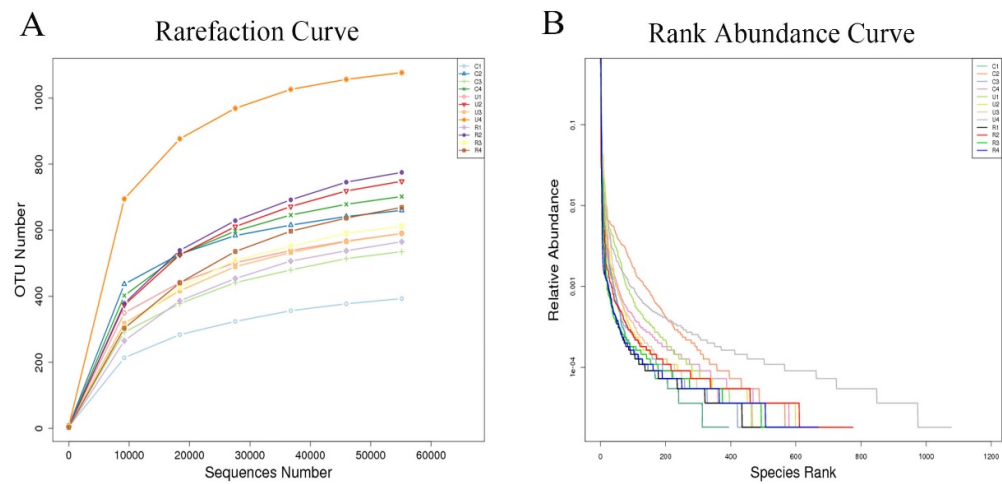 A
Rarefaction Curve
1000
800
600
400
200
0
OTU Number
0 10000 20000 30000 40000 50000 60000
Sequences Number
C1
C2
C3
C4
U1
U2
U3
U4
R1
R2
R3
R4
B
Rank Abundance Curve
0.1
0.01
0.001
1e-04
Relative Abundance
0 200 400 600 800 1000 1200
Species Rank
C1
C2
C3
C4
U1
U2
U3
U4
R1
R2
R3
R4